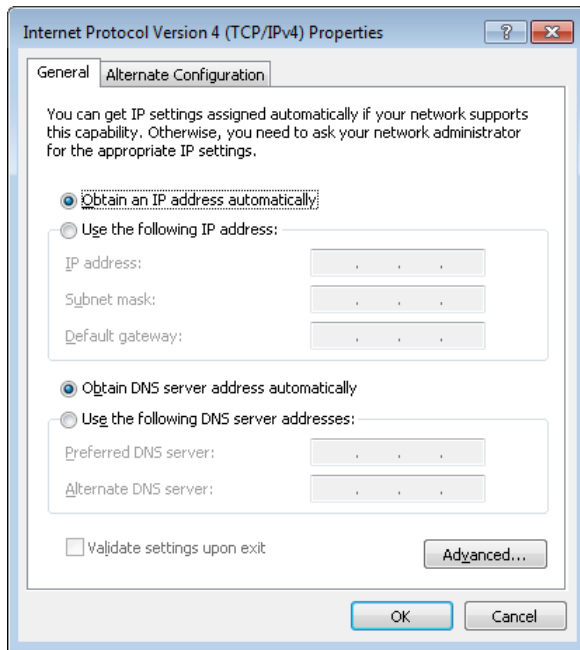 Internet Protocol Version 4 (TCP/IPv4) Properties
General
Alternate Configuration
You can get IP settings assigned automatically if your network supports
this capability. Otherwise, you need to ask your network administrator
for the appropriate IP settings.
Obtain an IP address automatically
Use the following IP address:
IP address:
Subnet mask:
Default gateway:
Obtain DNS server address automatically
Use the following DNS server addresses:
Preferred DNS server:
Alternate DNS server:
Validate settings upon exit
Advanced...
OK
Cancel